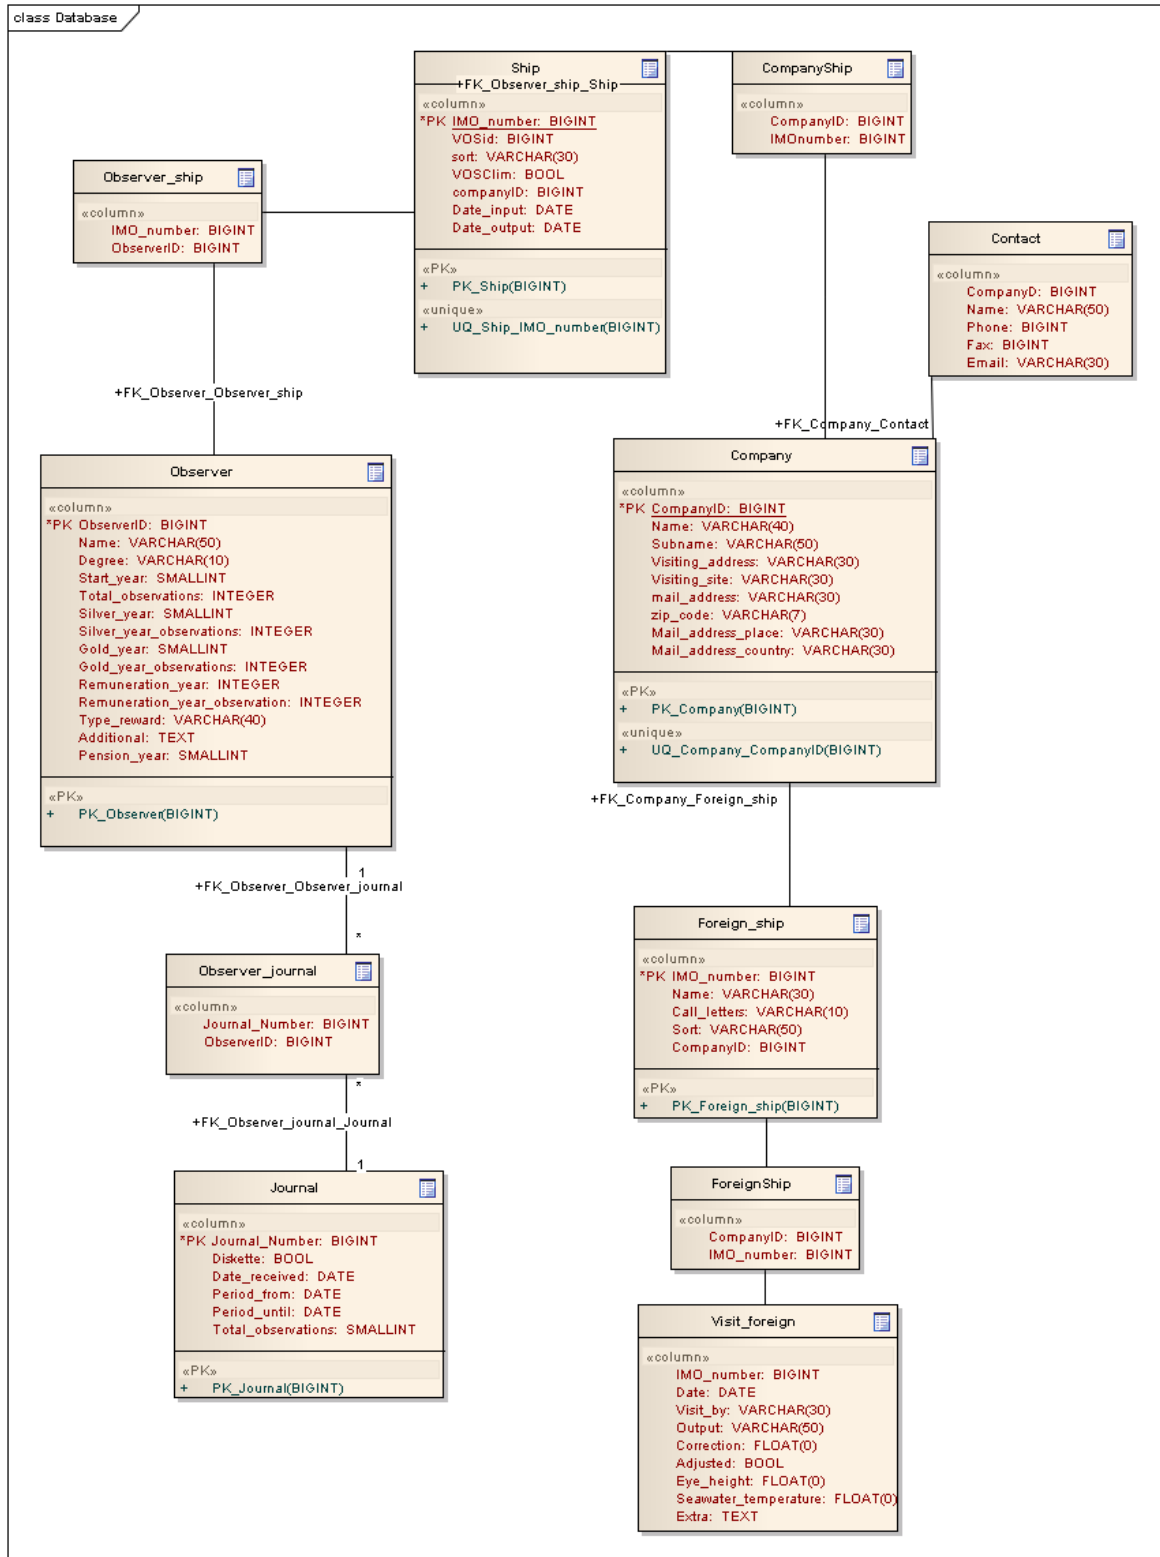 class Database
Ship
+FK_Observer_ship_Ship
«column»
*PK IMO_number: BIGINT
VOSid: BIGINT
sort: VARCHAR(30)
VOSClim: BOOL
companyID: BIGINT
Date_input: DATE
Date_output: DATE
«PK»
+ PK_Ship(BIGINT)
«unique»
+ UQ_Ship_IMO_number(BIGINT)
CompanyShip
«column»
CompanyID: BIGINT
IMOnumber: BIGINT
Observer_ship
«column»
IMO_number: BIGINT
ObserverID: BIGINT
Contact
«column»
CompanyD: BIGINT
Name: VARCHAR(50)
Phone: BIGINT
Fax: BIGINT
Email: VARCHAR(30)
+FK_Observer_Observer_ship
+FK_Company_Contact
Observer
«column»
*PK ObserverID: BIGINT
Name: VARCHAR(50)
Degree: VARCHAR(10)
Start_year: SMALLINT
Total_observations: INTEGER
Silver_year: SMALLINT
Silver_year_observations: INTEGER
Gold_year: SMALLINT
Gold_year_observations: INTEGER
Remuneration_year: INTEGER
Remuneration_year_observation: INTEGER
Type_reward: VARCHAR(40)
Additional: TEXT
Pension_year: SMALLINT
«PK»
+ PK_Observer(BIGINT)
Company
«column»
*PK CompanyID: BIGINT
Name: VARCHAR(40)
Subname: VARCHAR(50)
Visiting_address: VARCHAR(30)
Visiting_site: VARCHAR(30)
mail_address: VARCHAR(30)
zip_code: VARCHAR(7)
Mail_address_place: VARCHAR(30)
Mail_address_country: VARCHAR(30)
«PK»
+ PK_Company(BIGINT)
«unique»
+ UQ_Company_CompanyID(BIGINT)
+FK_Company_Foreign_ship
1
+FK_Observer_Observer_journal
*
Observer_journal
«column»
Journal_Number: BIGINT
ObserverID: BIGINT
*
+FK_Observer_journal_Journal
1
Journal
«column»
*PK Journal_Number: BIGINT
Diskette: BOOL
Date_received: DATE
Period_from: DATE
Period_until: DATE
Total_observations: SMALLINT
«PK»
+ PK_Journal(BIGINT)
Foreign_ship
«column»
*PK IMO_number: BIGINT
Name: VARCHAR(30)
Call_letters: VARCHAR(10)
Sort: VARCHAR(50)
CompanyID: BIGINT
«PK»
+ PK_Foreign_ship(BIGINT)
ForeignShip
«column»
CompanyID: BIGINT
IMO_number: BIGINT
Visit_foreign
«column»
IMO_number: BIGINT
Date: DATE
Visit_by: VARCHAR(30)
Output: VARCHAR(50)
Correction: FLOAT(0)
Adjusted: BOOL
Eye_height: FLOAT(0)
Seawater_temperature: FLOAT(0)
Extra: TEXT